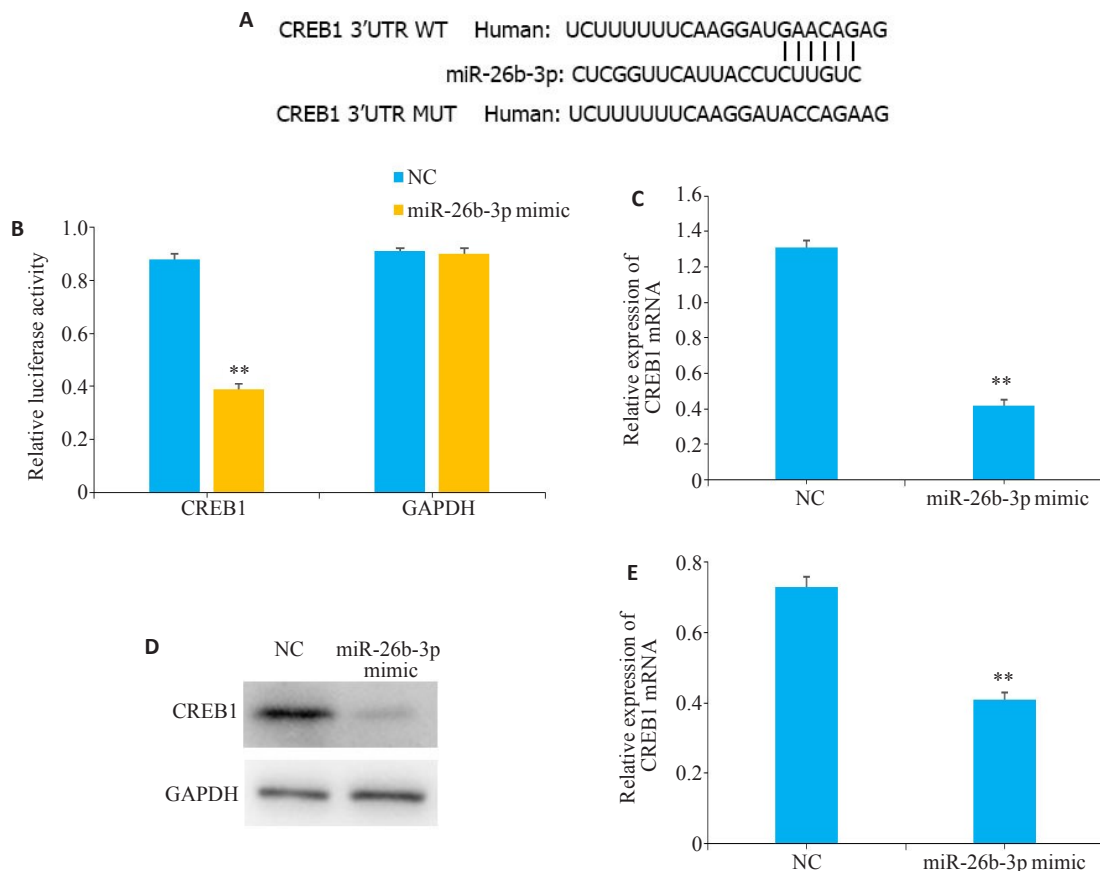 A
CREB1 3'UTR WT Human: UCUUUUUUCAAGGAUGAACAGAG
miR-26b-3p: CUCGGUUCAUUACCUCUUGUC
CREB1 3'UTR MUT Human: UCUUUUUUCAAGGAUACCAGAAG
B
NC
miR-26b-3p mimic
Relative luciferase activity
1.0
0.8
0.6
0.4
0.2
0
**
CREB1 GAPDH
C
Relative expression of
CREB1 mRNA
1.6
1.4
1.2
1.0
0.8
0.6
0.4
0.2
0
**
NC miR-26b-3p mimic
D
NC miR-26b-3p
mimic
CREB1
GAPDH
E
Relative expression of
CREB1 mRNA
0.8
0.6
0.4
0.2
0
**
NC miR-26b-3p mimic